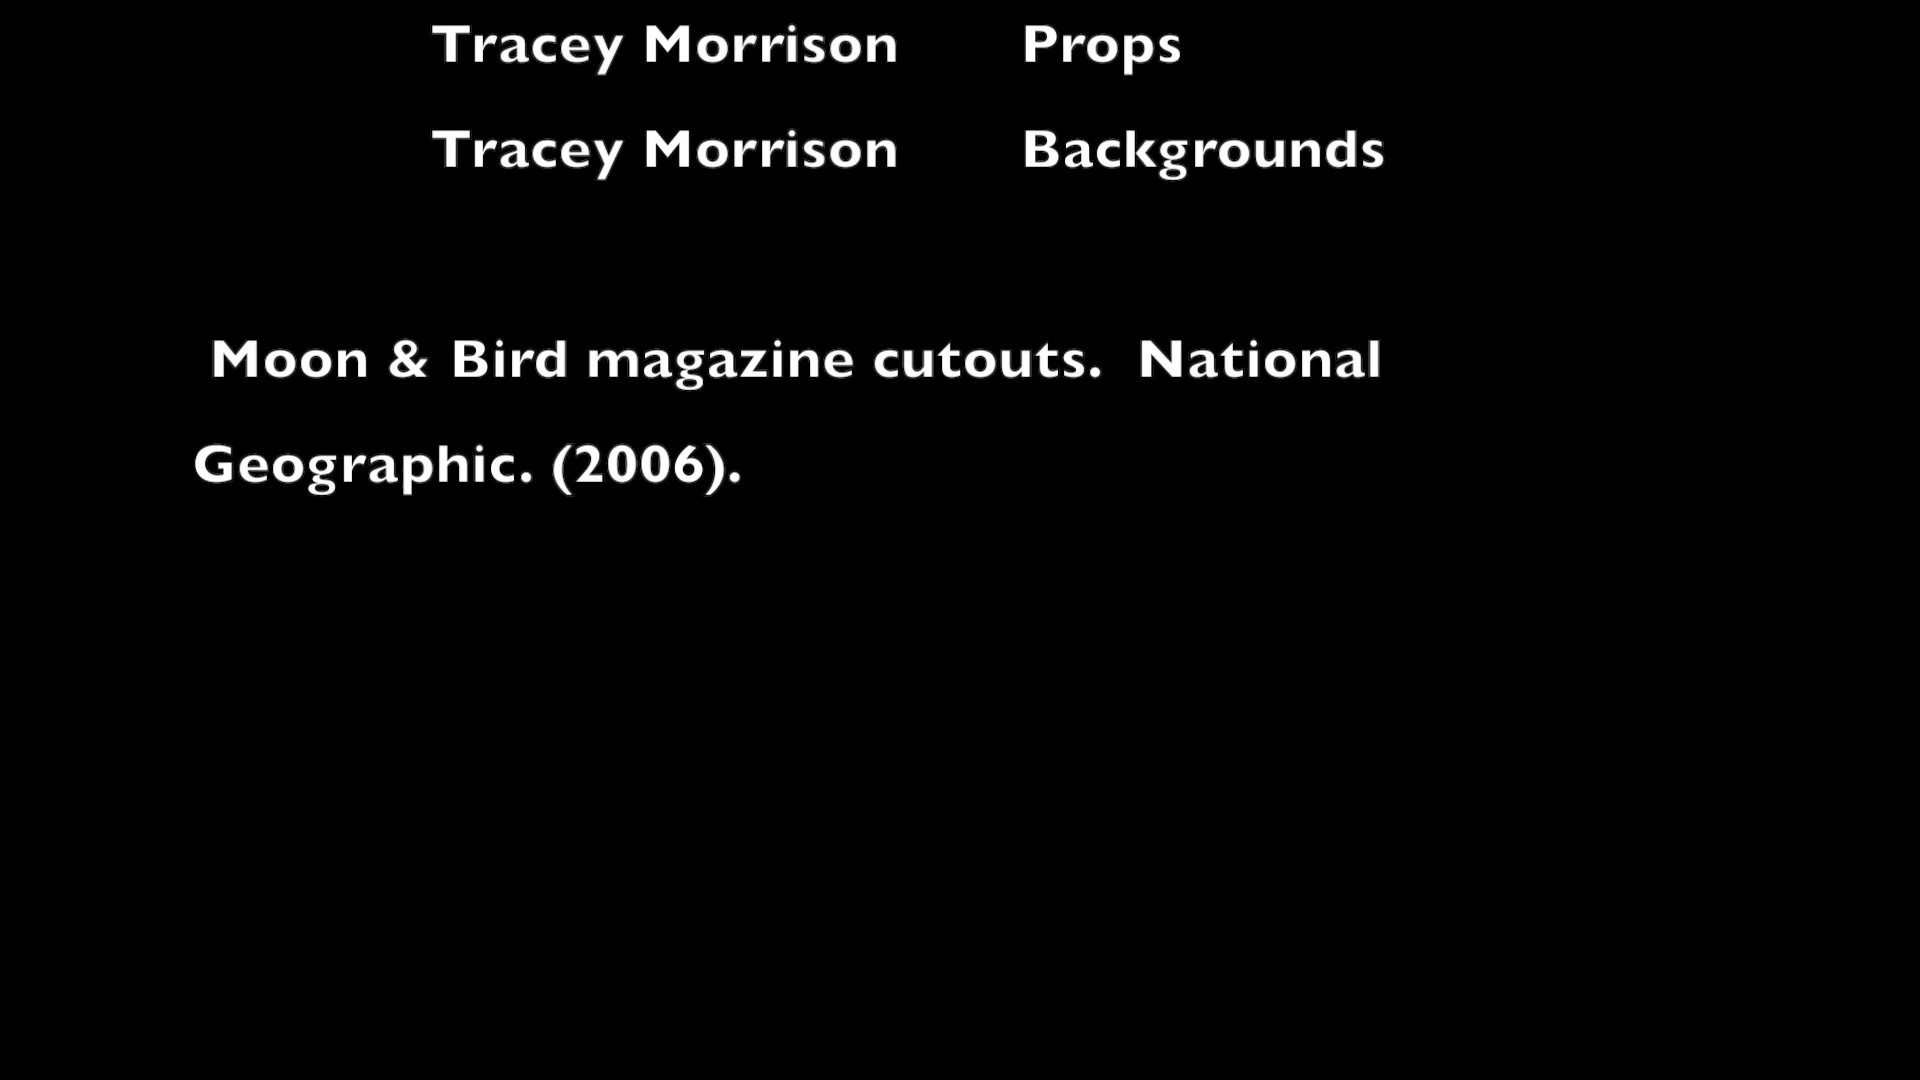 Tracey Morrison Props
Tracey Morrison Backgrounds
Moon & Bird magazine cutouts. National
Geographic. (2006).